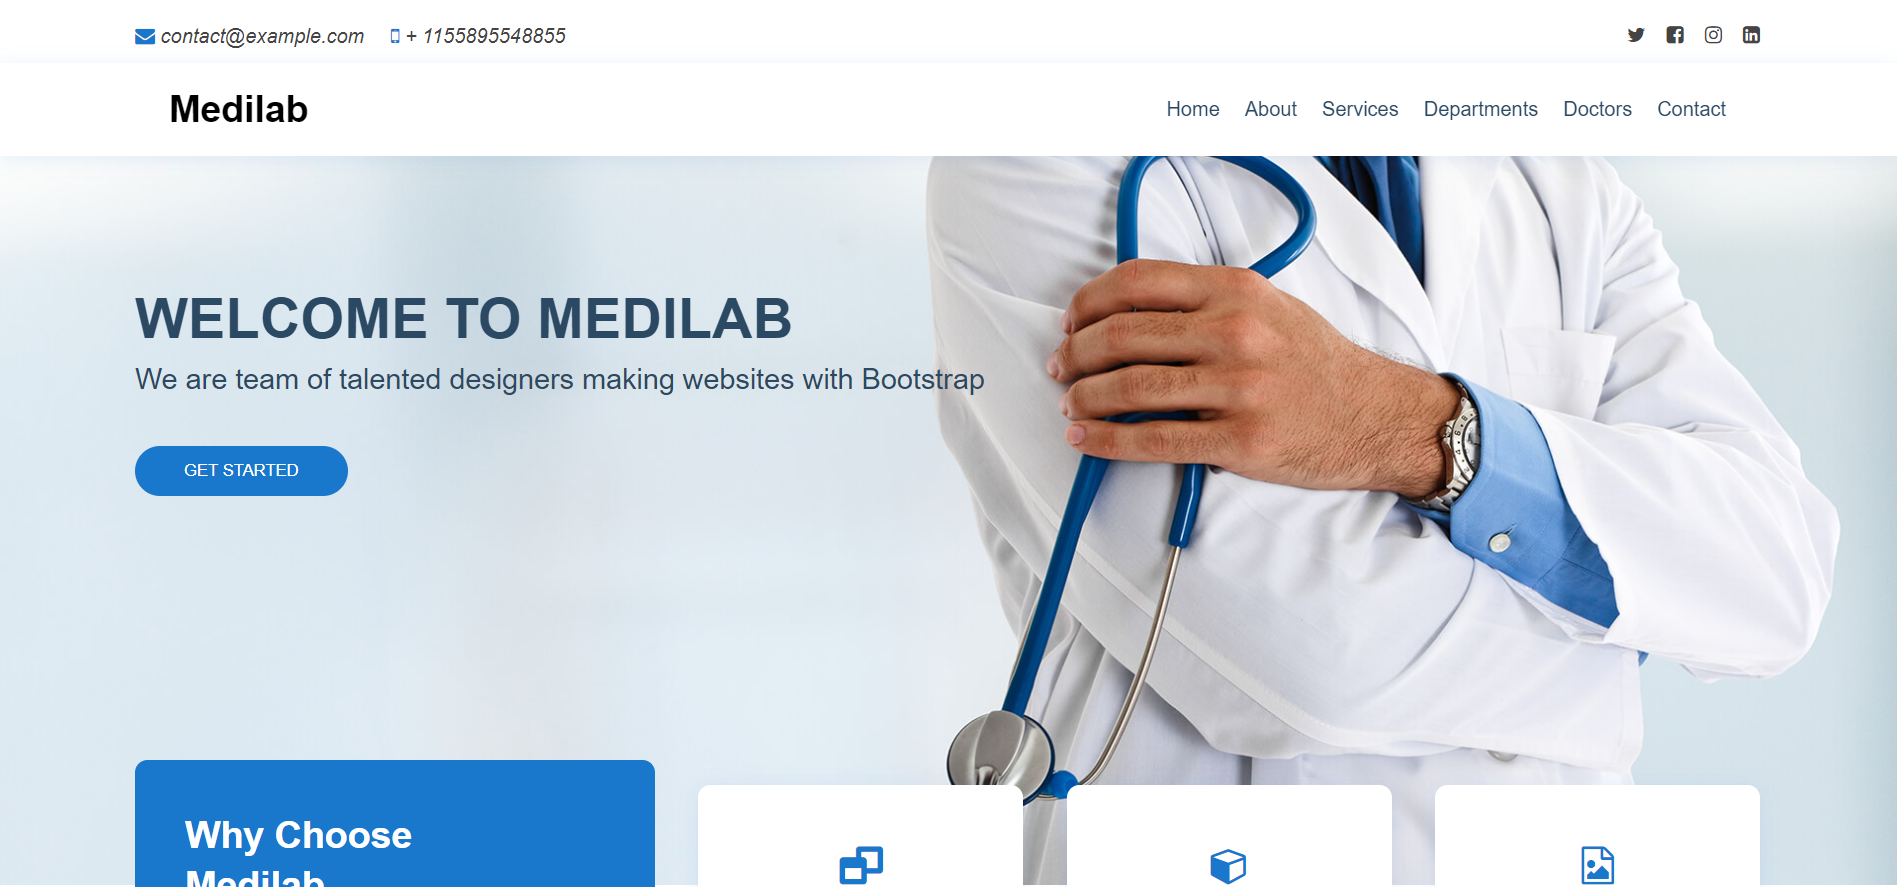 contact@example.com + 1155895548855
Medilab
Home About Services Departments Doctors Contact
WELCOME TO MEDILAB
We are team of talented designers making websites with Bootstrap
GET STARTED
Why Choose
Medilab